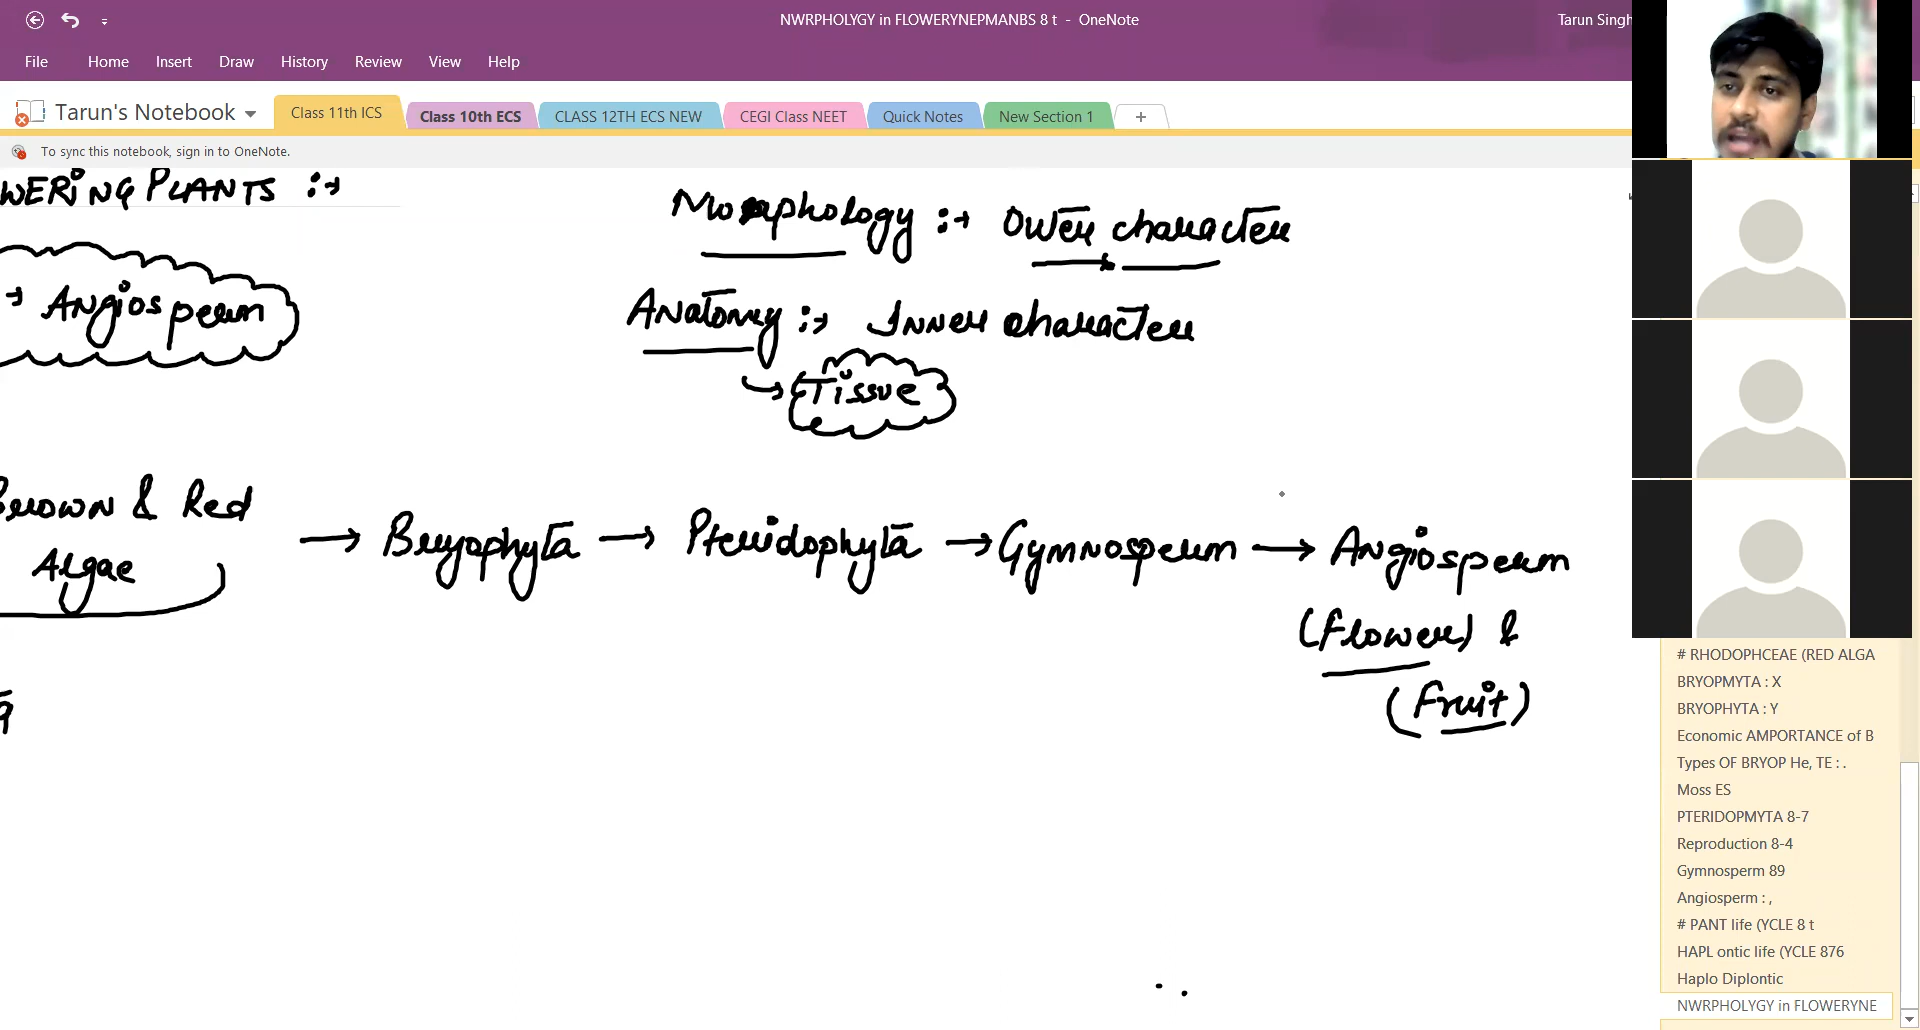 NWRPHOLYGY in FLOWERYNEPMANBS 8 t - OneNote
Tarun Singh
File Home Insert Draw History Review View Help
Tarun's Notebook
Class 11th ICS
Class 10th ECS
CLASS 12TH ECS NEW
CEGI Class NEET
Quick Notes
New Section 1
+
To sync this notebook, sign in to OneNote.
WERING PLANTS :→
→ Angiosperm
Morphology :→ Outer character
Anatomy :→ Inner character
↳ Tissue
Brown & Red
Algae
→ Bryophyta → Pteridophyta → Gymnosperm → Angiosperm
(Flower) &
(Fruit)
# RHODOPHCEAE (RED ALGA
BRYOPMYTA : X
BRYOPHYTA : Y
Economic AMPORTANCE of B
Types OF BRYOP He, TE : .
Moss ES
PTERIDOPMYTA 8-7
Reproduction 8-4
Gymnosperm 89
Angiosperm : ,
# PANT life (YCLE 8 t
HAPL ontic life (YCLE 876
Haplo Diplontic
NWRPHOLYGY in FLOWERYNE